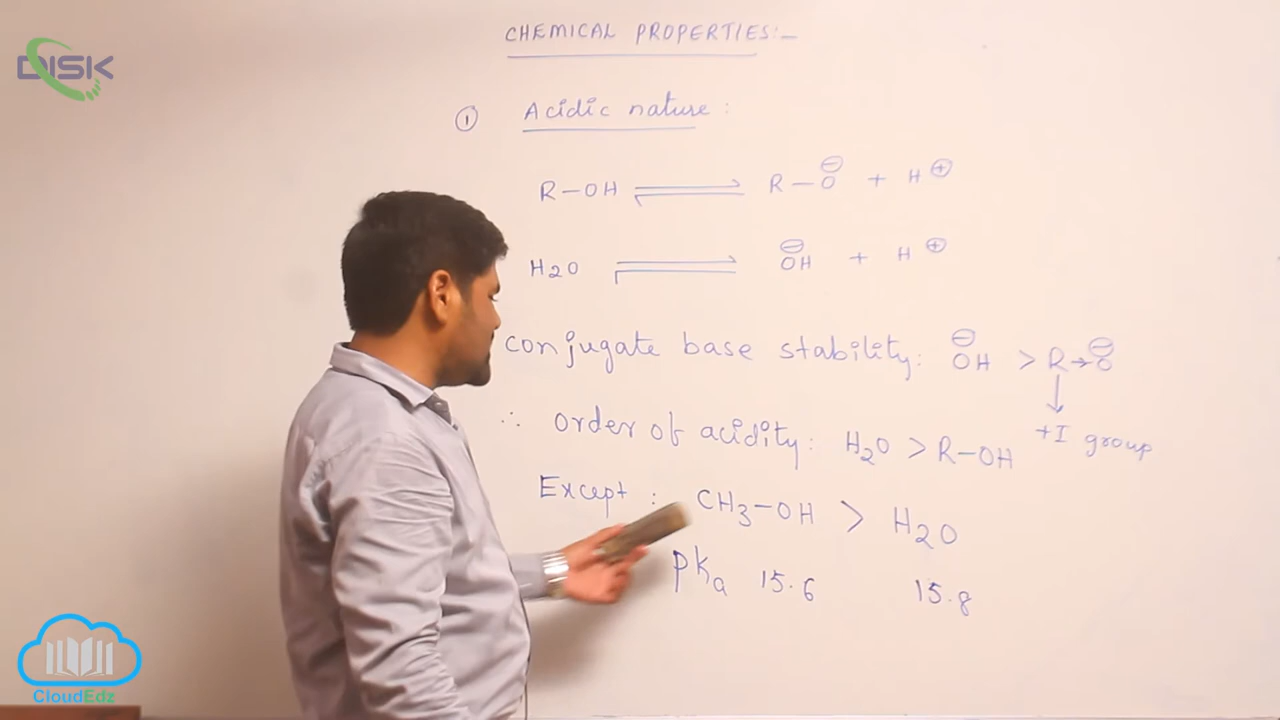 DISK
CHEMICAL PROPERTIES:-
① Acidic nature :
R-OH ⇌ R-O⊖ + H⊕
H2O ⇌ ⊖OH + H⊕
conjugate base stability: ⊖OH > R→O⊖
↓
+I group
∴ order of acidity: H2O > R-OH
Except : CH3-OH > H2O
pKa 15.6 15.8
CloudEdz